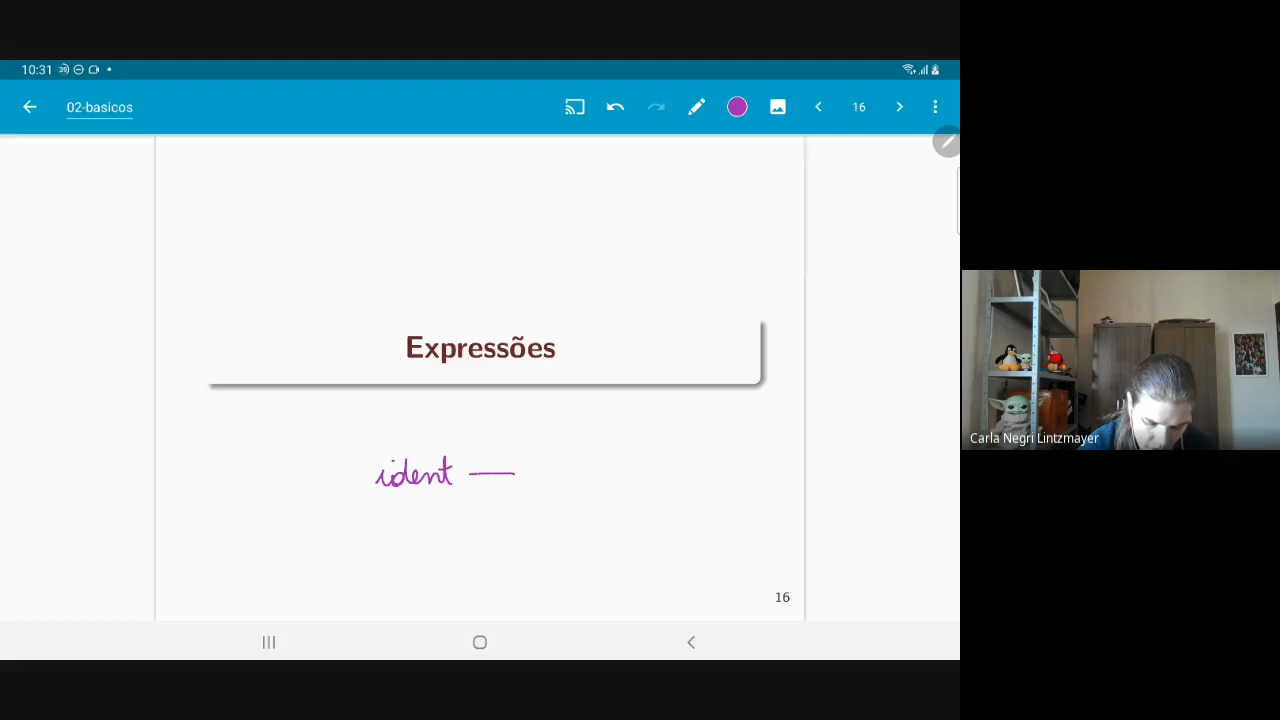 10:31
02-basicos
16
Expressões
ident —
16
Carla Negri Lintzmayer